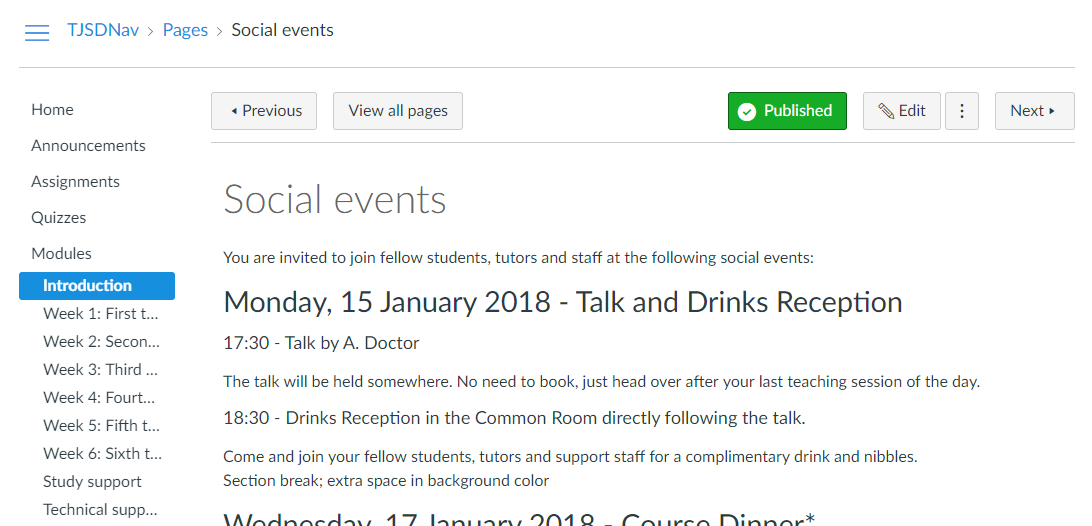 TJSDNav › Pages › Social events
Previous
View all pages
Published
Edit
Next
Home
Announcements
Assignments
Quizzes
Modules
Introduction
Week 1: First t...
Week 2: Secon...
Week 3: Third ...
Week 4: Fourt...
Week 5: Fifth t...
Week 6: Sixth t...
Study support
Technical supp...
Social events
You are invited to join fellow students, tutors and staff at the following social events:
Monday, 15 January 2018 - Talk and Drinks Reception
17:30 - Talk by A. Doctor
The talk will be held somewhere. No need to book, just head over after your last teaching session of the day.
18:30 - Drinks Reception in the Common Room directly following the talk.
Come and join your fellow students, tutors and support staff for a complimentary drink and nibbles.
Section break; extra space in background color
Wednesday, 17 January 2018 - Course Dinner*